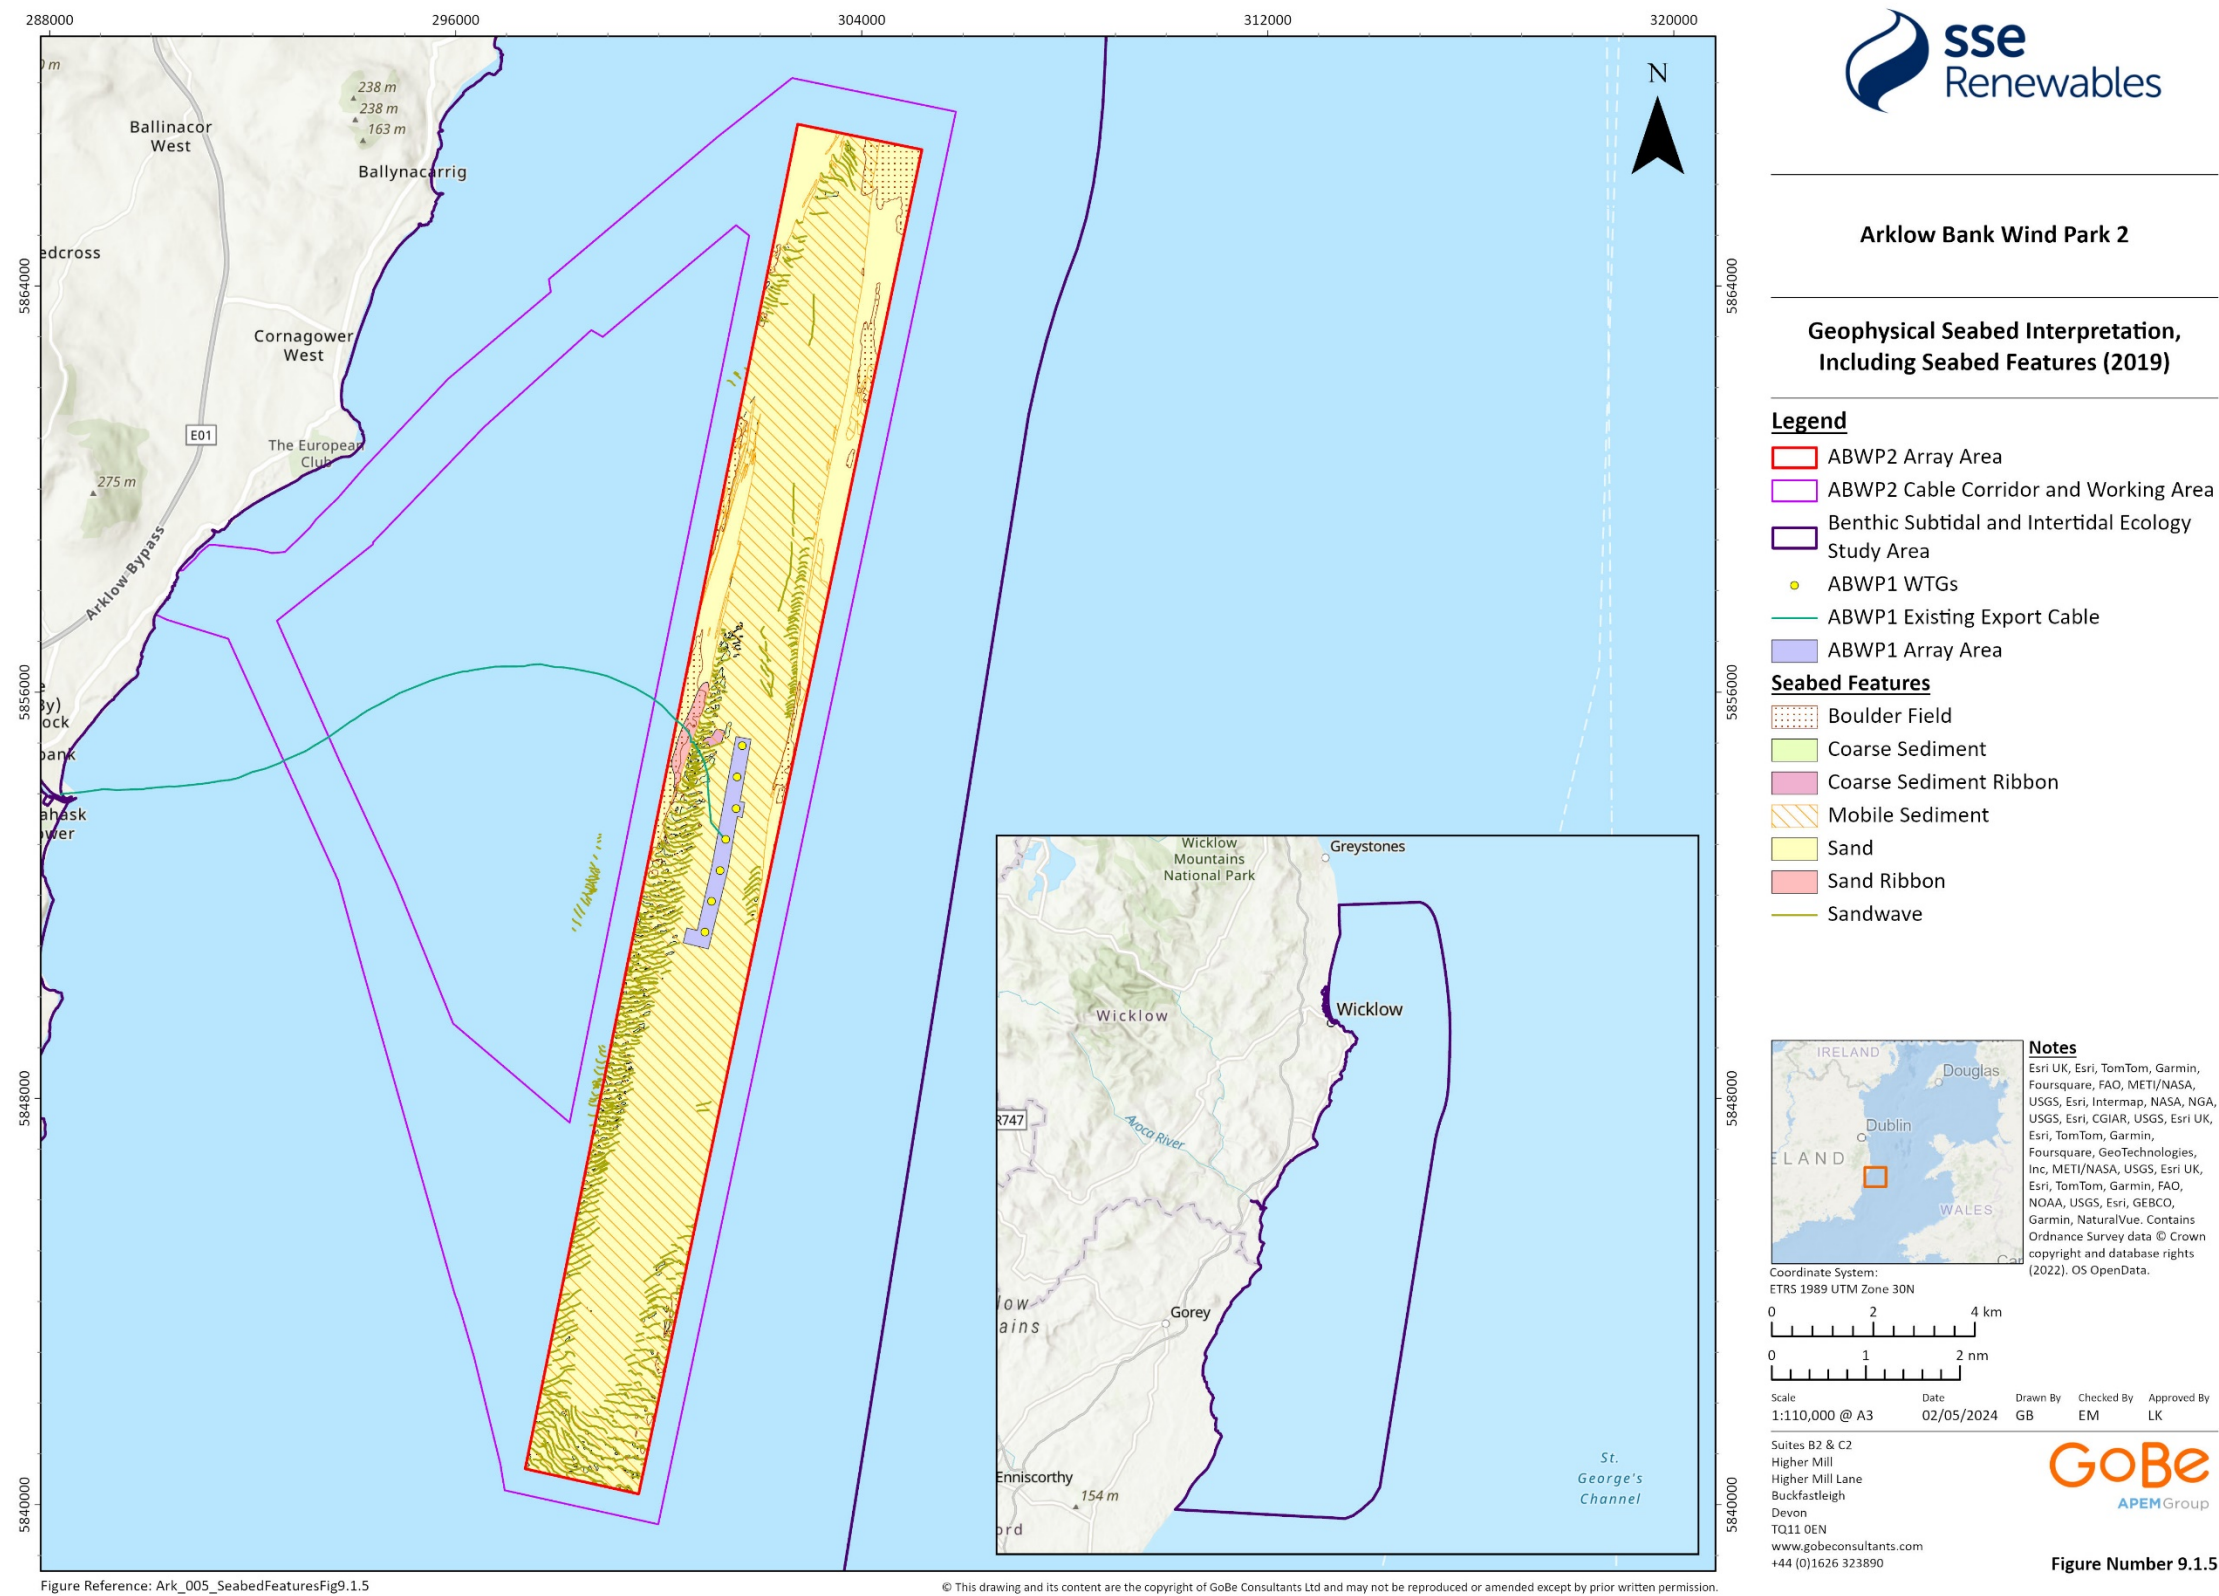 288000
296000
304000
312000
320000
5864000
5856000
5848000
5840000
5864000
5856000
5848000
5840000
0 m
238 m
238 m
163 m
Ballinacor
West
Ballynacarrig
edcross
Cornagower
West
E01
The European
Club
275 m
Arklow Bypass
By)
ock
bank
ahask
ower
N
Wicklow
Mountains
National Park
Greystones
Wicklow
Wicklow
R747
Avoca River
low
ains
Gorey
Enniscorthy
154 m
ord
St.
George's
Channel
sse
Renewables
Arklow Bank Wind Park 2
Geophysical Seabed Interpretation,
Including Seabed Features (2019)
Legend
ABWP2 Array Area
ABWP2 Cable Corridor and Working Area
Benthic Subtidal and Intertidal Ecology
Study Area
ABWP1 WTGs
ABWP1 Existing Export Cable
ABWP1 Array Area
Seabed Features
Boulder Field
Coarse Sediment
Coarse Sediment Ribbon
Mobile Sediment
Sand
Sand Ribbon
Sandwave
IRELAND
Douglas
Dublin
ELAND
WALES
Notes
Esri UK, Esri, TomTom, Garmin,
Foursquare, FAO, METI/NASA,
USGS, Esri, Intermap, NASA, NGA,
USGS, Esri, CGIAR, USGS, Esri UK,
Esri, TomTom, Garmin,
Foursquare, GeoTechnologies,
Inc, METI/NASA, USGS, Esri UK,
Esri, TomTom, Garmin, FAO,
NOAA, USGS, Esri, GEBCO,
Garmin, NaturalVue. Contains
Ordnance Survey data © Crown
copyright and database rights
(2022). OS OpenData.
Coordinate System:
ETRS 1989 UTM Zone 30N
0 2 4 km
0 1 2 nm
Scale Date Drawn By Checked By Approved By
1:110,000 @ A3 02/05/2024 GB EM LK
Suites B2 & C2
Higher Mill
Higher Mill Lane
Buckfastleigh
Devon
TQ11 0EN
www.gobeconsultants.com
+44 (0)1626 323890
GoBe
APEMGroup
Figure Number 9.1.5
Figure Reference: Ark_005_SeabedFeaturesFig9.1.5
© This drawing and its content are the copyright of GoBe Consultants Ltd and may not be reproduced or amended except by prior written permission.